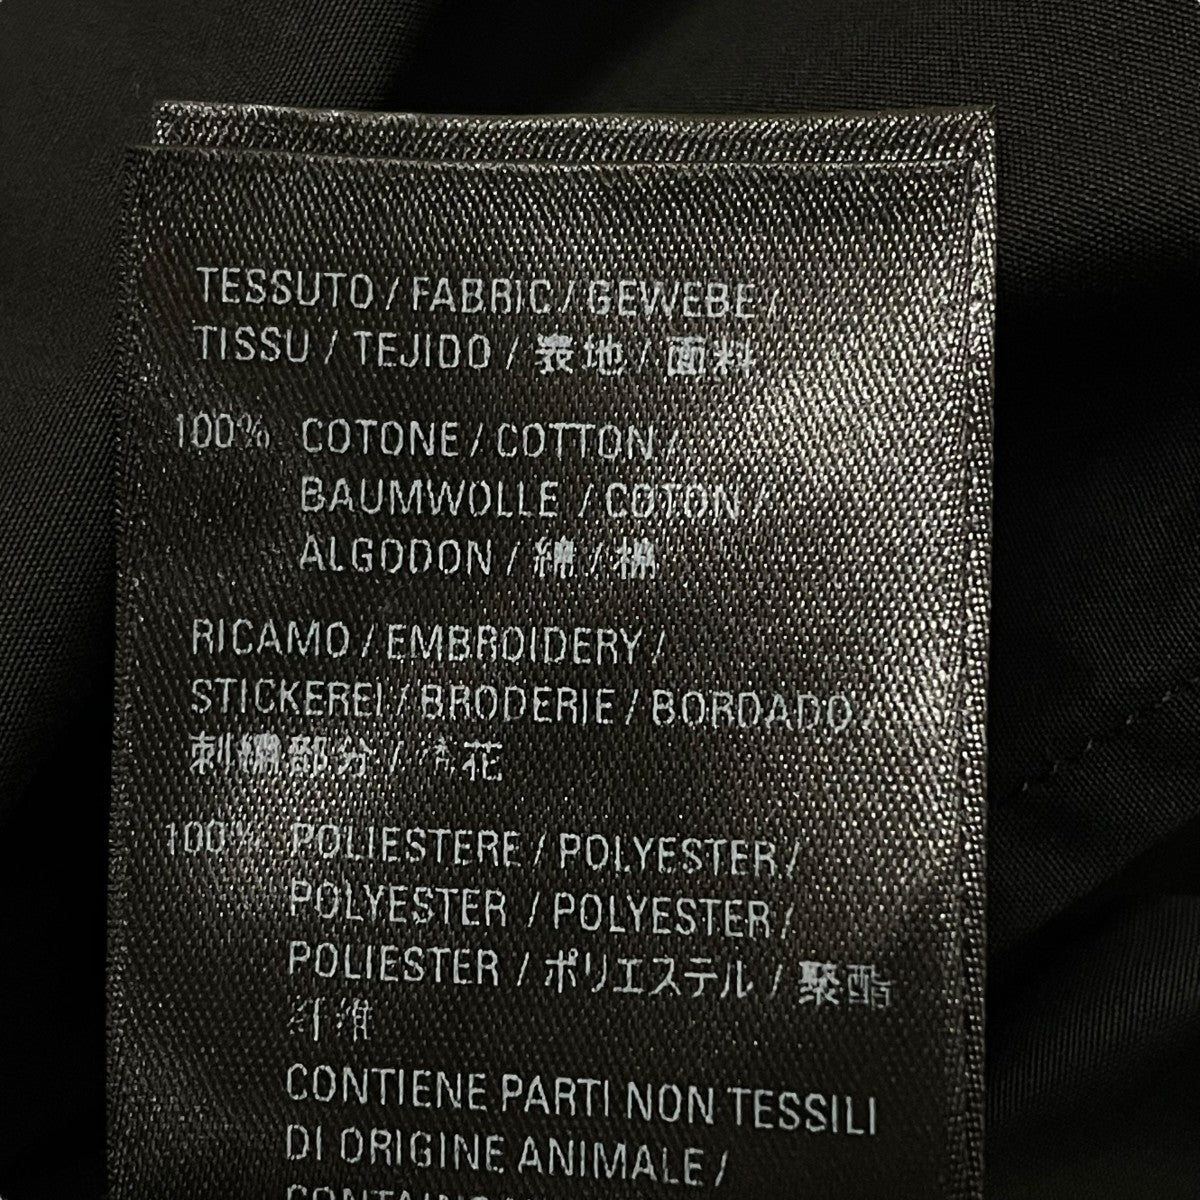 TESSUTO / FABRIC / GEWEBE /
TISSU / TEJIDO / 表地 / 面料
100% COTONE / COTTON /
BAUMWOLLE / COTON /
ALGODON / 綿 / 棉
RICAMO / EMBROIDERY /
STICKEREI / BRODERIE / BORDADO /
刺繍部分 / 花
100% POLIESTERE / POLYESTER /
POLYESTER / POLYESTER /
POLIESTER / ポリエステル / 聚酯
纤维
CONTIENE PARTI NON TESSILI
DI ORIGINE ANIMALE /